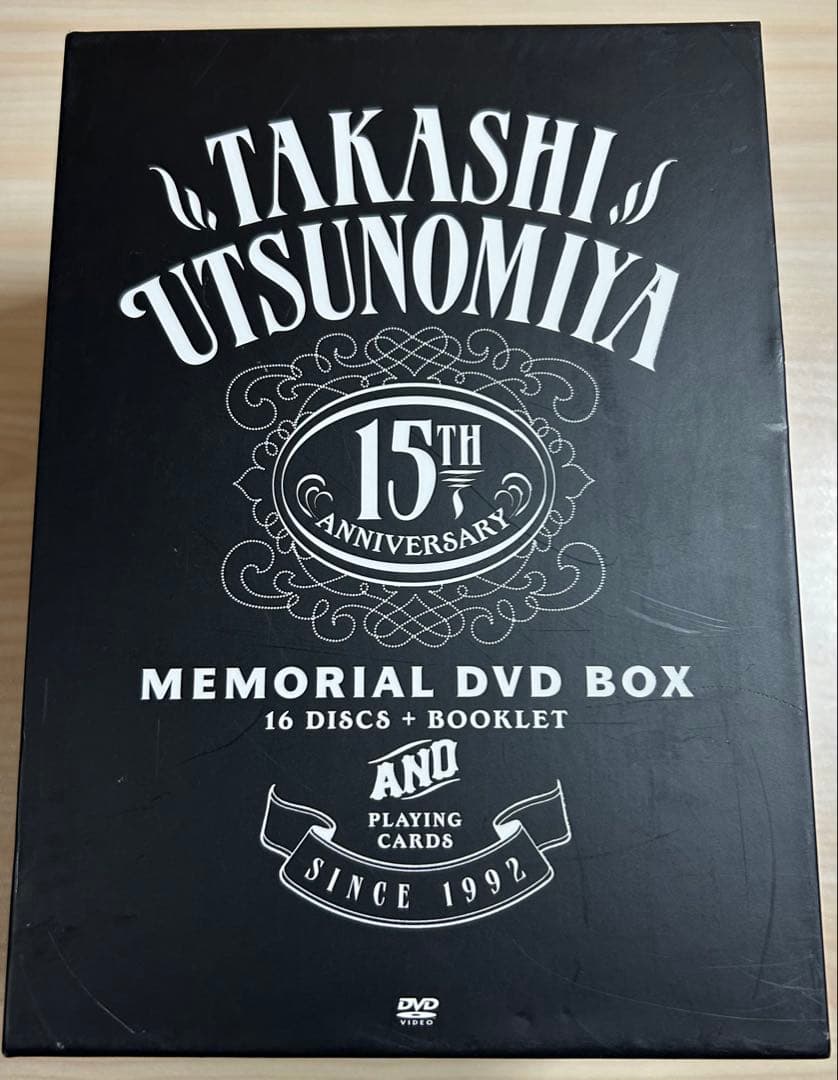 TAKASHI
UTSUNOMIYA
15TH
ANNIVERSARY
MEMORIAL DVD BOX
16 DISCS + BOOKLET
AND
PLAYING
CARDS
SINCE 1992
DVD
VIDEO